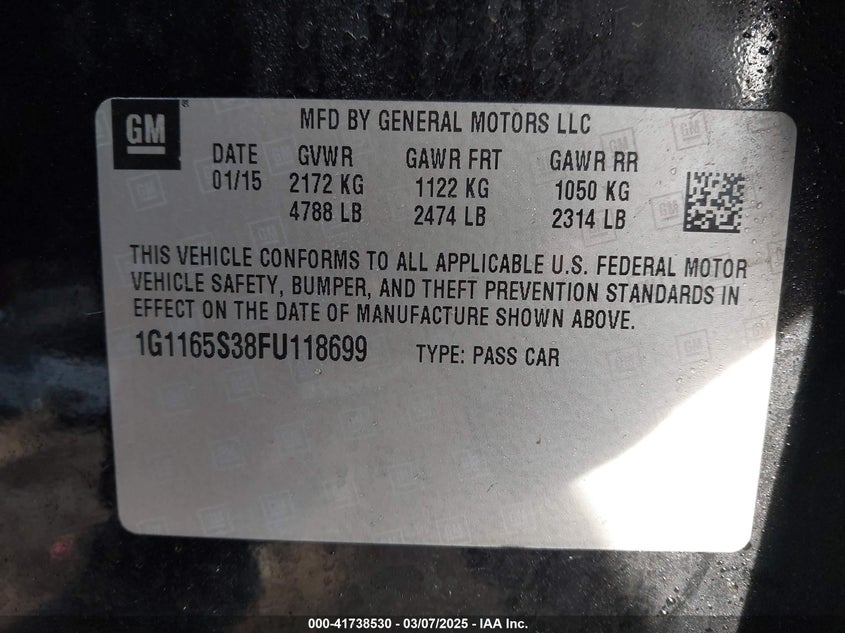 GM
MFD BY GENERAL MOTORS LLC
DATE GVWR GAWR FRT GAWR RR
01/15 2172 KG 1122 KG 1050 KG
4788 LB 2474 LB 2314 LB
THIS VEHICLE CONFORMS TO ALL APPLICABLE U.S. FEDERAL MOTOR
VEHICLE SAFETY, BUMPER, AND THEFT PREVENTION STANDARDS IN
EFFECT ON THE DATE OF MANUFACTURE SHOWN ABOVE.
1G1165S38FU118699 TYPE: PASS CAR
000-41738530 - 03/07/2025 - IAA Inc.